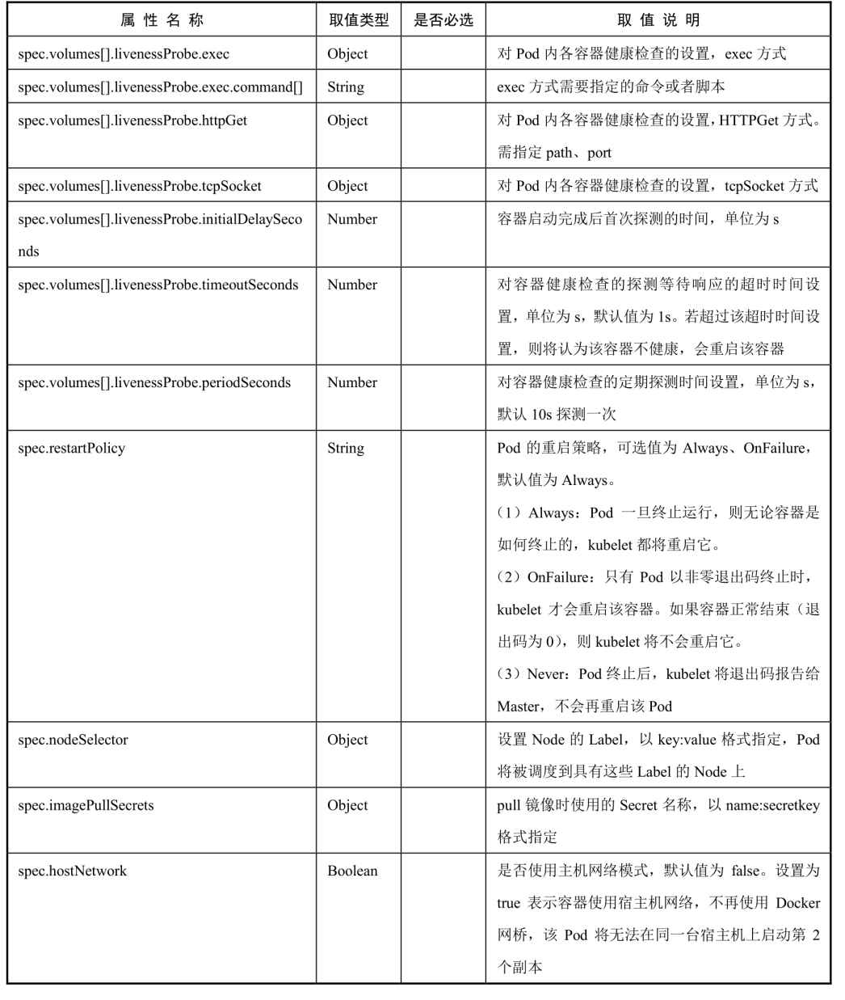 属 性 名 称 取值类型 是否必选 取 值 说 明
spec.volumes[].livenessProbe.exec Object 对 Pod 内各容器健康检查的设置，exec 方式
spec.volumes[].livenessProbe.exec.command[] String exec 方式需要指定的命令或者脚本
spec.volumes[].livenessProbe.httpGet Object 对 Pod 内各容器健康检查的设置，HTTPGet 方式。
需指定 path、port
spec.volumes[].livenessProbe.tcpSocket Object 对 Pod 内各容器健康检查的设置，tcpSocket 方式
spec.volumes[].livenessProbe.initialDelaySeco Number 容器启动完成后首次探测的时间，单位为 s
nds
spec.volumes[].livenessProbe.timeoutSeconds Number 对容器健康检查的探测等待响应的超时时间设
置，单位为 s，默认值为 1s。若超过该超时时间设
置，则将认为该容器不健康，会重启该容器
spec.volumes[].livenessProbe.periodSeconds Number 对容器健康检查的定期探测时间设置，单位为 s，
默认 10s 探测一次
spec.restartPolicy String Pod 的重启策略，可选值为 Always、OnFailure，
默认值为 Always。
（1）Always：Pod 一旦终止运行，则无论容器是
如何终止的，kubelet 都将重启它。
（2）OnFailure：只有 Pod 以非零退出码终止时，
kubelet 才会重启该容器。如果容器正常结束（退
出码为 0），则 kubelet 将不会重启它。
（3）Never：Pod 终止后，kubelet 将退出码报告给
Master，不会再重启该 Pod
spec.nodeSelector Object 设置 Node 的 Label，以 key:value 格式指定，Pod
将被调度到具有这些 Label 的 Node 上
spec.imagePullSecrets Object pull 镜像时使用的 Secret 名称，以 name:secretkey
格式指定
spec.hostNetwork Boolean 是否使用主机网络模式，默认值为 false。设置为
true 表示容器使用宿主机网络，不再使用 Docker
网桥，该 Pod 将无法在同一台宿主机上启动第 2
个副本